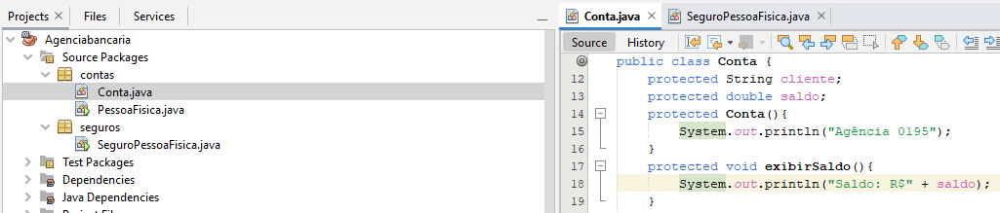 Projects × Files Services
Agenciabancaria
Source Packages
contas
Conta.java
PessoaFisica.java
seguros
SeguroPessoaFisica.java
Test Packages
Dependencies
Java Dependencies
Conta.java × SeguroPessoaFisica.java ×
Source History
public class Conta {
12 protected String cliente;
13 protected double saldo;
14 protected Conta(){
15 System.out.println("Agência 0195");
16 }
17 protected void exibirSaldo(){
18 System.out.println("Saldo: R$" + saldo);
19 }